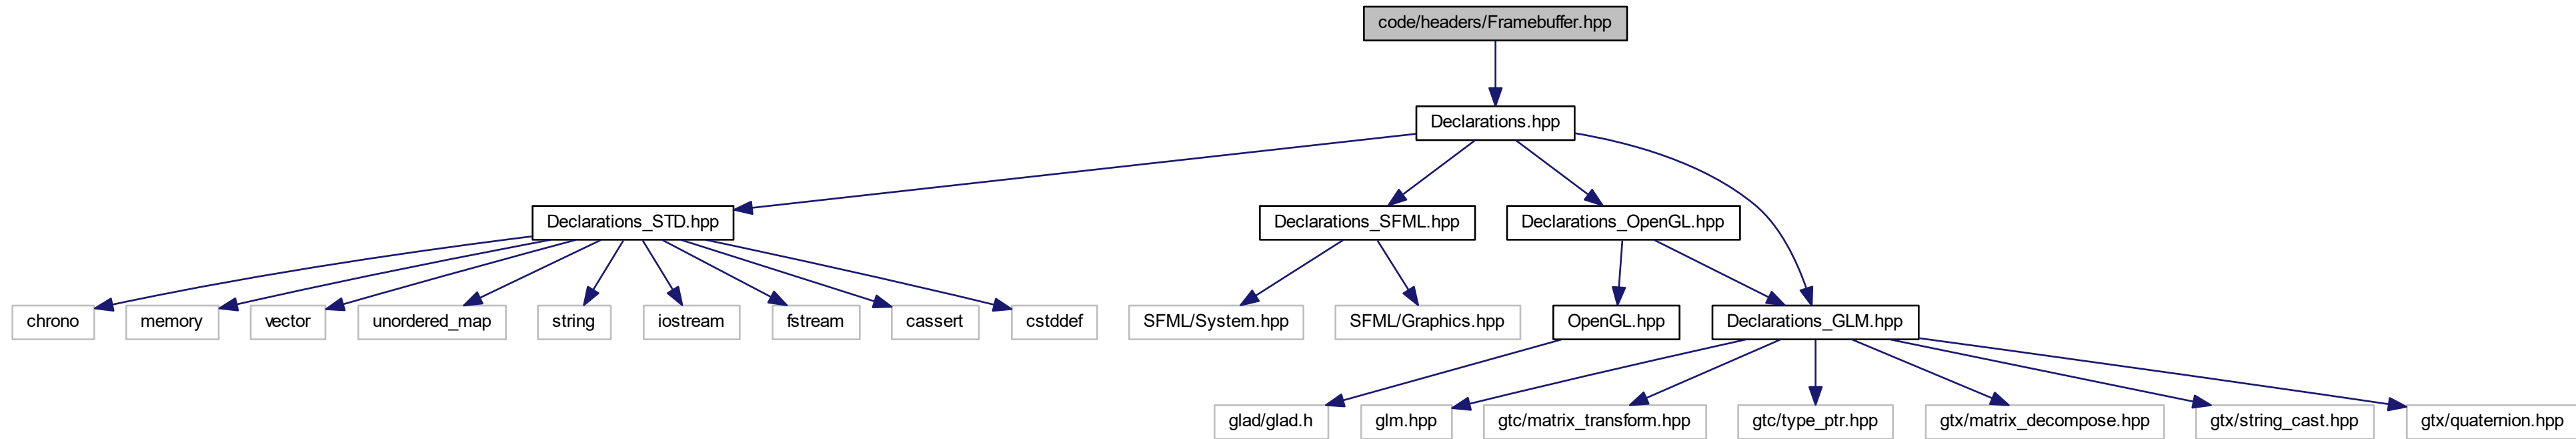 code/headers/Framebuffer.hpp
Declarations.hpp
Declarations_STD.hpp
Declarations_SFML.hpp
Declarations_OpenGL.hpp
chrono
memory
vector
unordered_map
string
iostream
fstream
cassert
cstddef
SFML/System.hpp
SFML/Graphics.hpp
OpenGL.hpp
Declarations_GLM.hpp
glad/glad.h
glm.hpp
gtc/matrix_transform.hpp
gtc/type_ptr.hpp
gtx/matrix_decompose.hpp
gtx/string_cast.hpp
gtx/quaternion.hpp